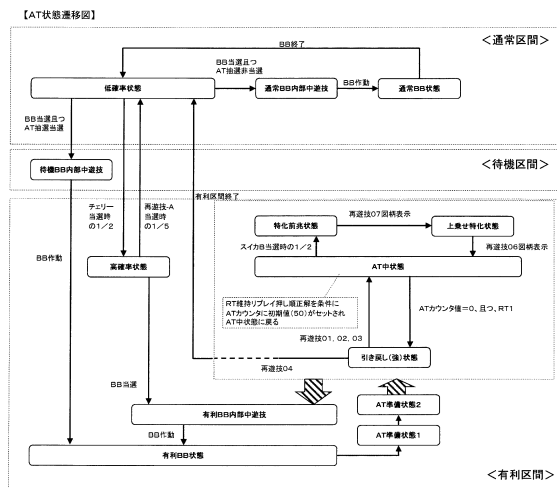 【AT状態遷移図】
＜通常区間＞
BB終了
低確率状態
BB当選且つ
AT抽選非当選
通常BB内部中遊技
BB作動
通常BB状態
BB当選且つ
AT抽選当選
待機BB内部中遊技
＜待機区間＞
有利区間終了
チェリー
当選時
の1／2
再遊技-A
当選時
の1／5
BB作動
高確率状態
特化前兆状態
再遊技07図柄表示
上乗せ特化状態
スイカB当選時の1／2
再遊技06図柄表示
AT中状態
RT維持リプレイ押し順正解を条件に
ATカウンタに初期値(50)がセットされ
AT中状態に戻る
ATカウンタ値＝0、且つ、RT1
再遊技01, 02, 03
引き戻し(強)状態
再遊技04
BB当選
有利BB内部中遊技
BB作動
有利BB状態
AT準備状態2
AT準備状態1
＜有利区間＞